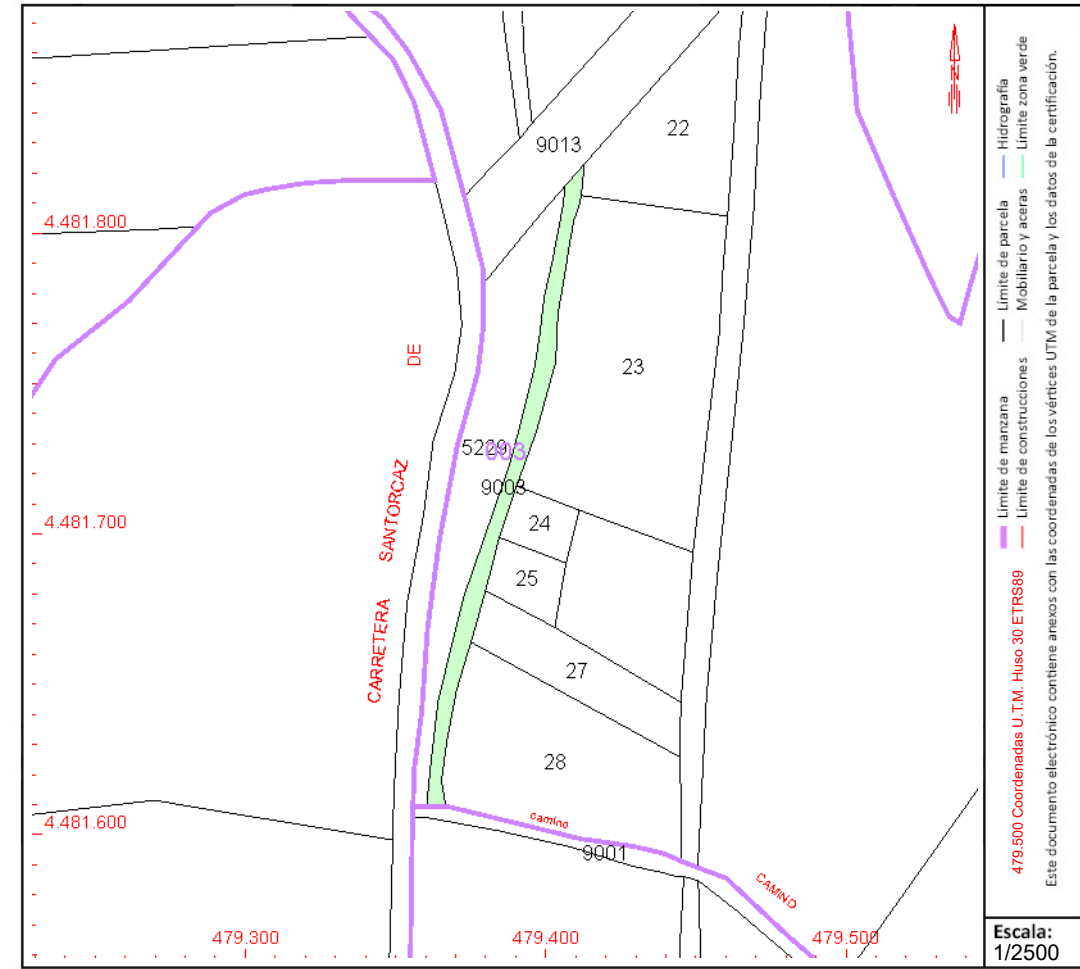 22
9013
4.481.800
DE
23
5229
003
9003
SANTORCAZ
4.481.700
24
25
CARRETERA
27
28
4.481.600
camino
9001
CAMINO
479.300
479.400
479.500
Límite de manzana
Límite de parcela
Hidrografía
479.500 Coordenadas U.T.M. Huso 30 ETRS89
Límite de construcciones
Mobiliario y aceras
Límite zona verde
Este documento electrónico contiene anexos con las coordenadas de los vértices UTM de la parcela y los datos de la certificación.
Escala:
1/2500